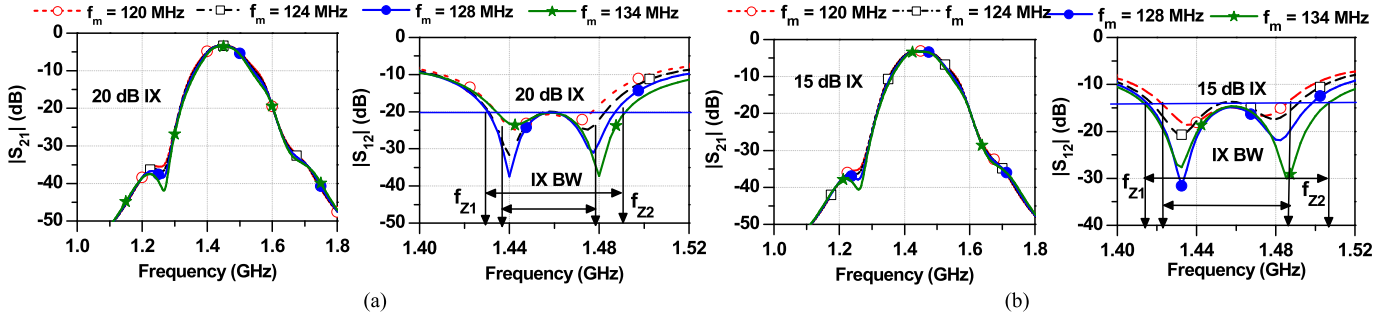 f_m = 120 MHz f_m = 124 MHz f_m = 128 MHz f_m = 134 MHz
0
-10
-20
-30
-40
-50
|S_21| (dB)
20 dB IX
1.0 1.2 1.4 1.6 1.8
Frequency (GHz)
0
-10
-20
-30
-40
-50
|S_12| (dB)
20 dB IX
IX BW
f_Z1
f_Z2
1.40 1.44 1.48 1.52
Frequency (GHz)
(a)
f_m = 120 MHz f_m = 124 MHz f_m = 128 MHz f_m = 134 MHz
0
-10
-20
-30
-40
-50
|S_21| (dB)
15 dB IX
1.0 1.2 1.4 1.6 1.8
Frequency (GHz)
0
-10
-20
-30
-40
|S_12| (dB)
15 dB IX
IX BW
f_Z1
f_Z2
1.40 1.44 1.48 1.52
Frequency (GHz)
(b)